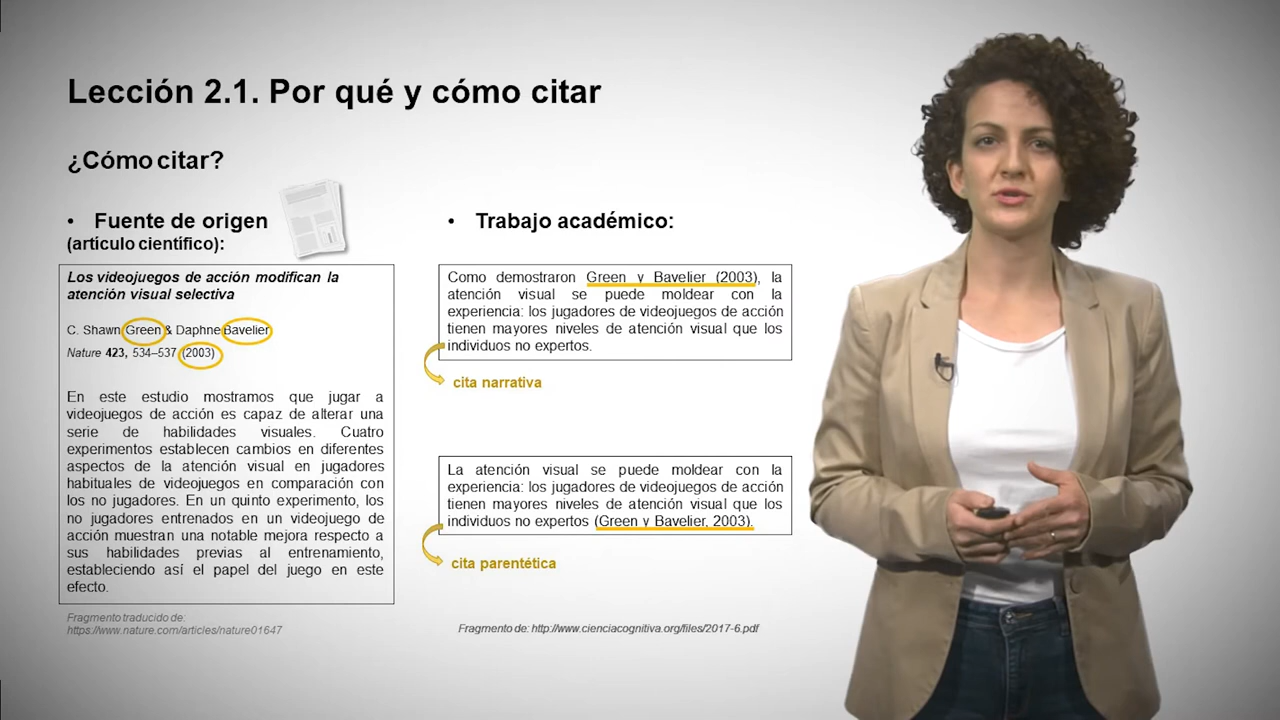 Lección 2.1. Por qué y cómo citar
¿Cómo citar?
• Fuente de origen
(artículo científico):
Los videojuegos de acción modifican la
atención visual selectiva
C. Shawn Green & Daphne Bavelier
Nature 423, 534–537 (2003)
En este estudio mostramos que jugar a
videojuegos de acción es capaz de alterar una
serie de habilidades visuales. Cuatro
experimentos establecen cambios en diferentes
aspectos de la atención visual en jugadores
habituales de videojuegos en comparación con
los no jugadores. En un quinto experimento, los
no jugadores entrenados en un videojuego de
acción muestran una notable mejora respecto a
sus habilidades previas al entrenamiento,
estableciendo así el papel del juego en este
efecto.
Fragmento traducido de:
https://www.nature.com/articles/nature01647
• Trabajo académico:
Como demostraron Green y Bavelier (2003), la
atención visual se puede moldear con la
experiencia: los jugadores de videojuegos de acción
tienen mayores niveles de atención visual que los
individuos no expertos.
cita narrativa
La atención visual se puede moldear con la
experiencia: los jugadores de videojuegos de acción
tienen mayores niveles de atención visual que los
individuos no expertos (Green y Bavelier, 2003).
cita parentética
Fragmento de: http://www.cienciacognitiva.org/files/2017-6.pdf